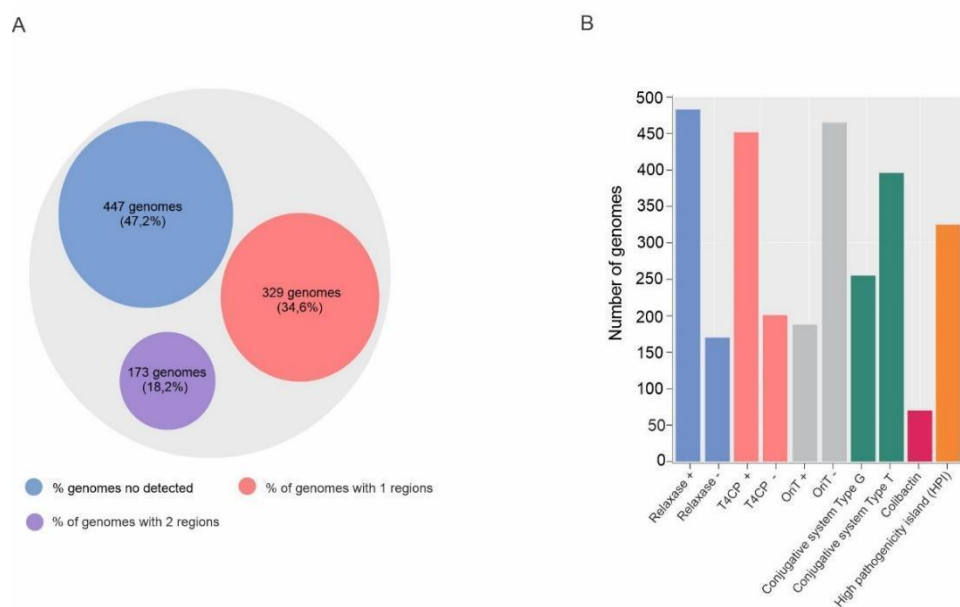 A
447 genomes
(47,2%)
329 genomes
(34,6%)
173 genomes
(18,2%)
% genomes no detected
% of genomes with 1 regions
% of genomes with 2 regions
B
Number of genomes
500
450
400
350
300
250
200
150
100
50
0
Relaxase +
Relaxase -
T4CP +
T4CP -
OriT +
OriT -
Conjugative system Type G
Conjugative system Type T
Colibactin
High pathogenicity island (HPI)